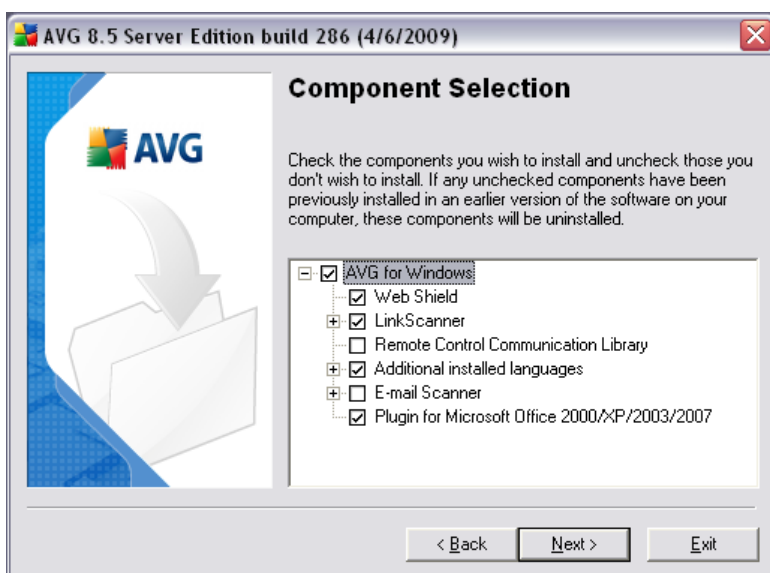 AVG 8.5 Server Edition build 286 (4/6/2009)
AVG
Component Selection
Check the components you wish to install and uncheck those you
don't wish to install. If any unchecked components have been
previously installed in an earlier version of the software on your
computer, these components will be uninstalled.
AVG for Windows
Web Shield
LinkScanner
Remote Control Communication Library
Additional installed languages
E-mail Scanner
Plugin for Microsoft Office 2000/XP/2003/2007
< Back
Next >
Exit